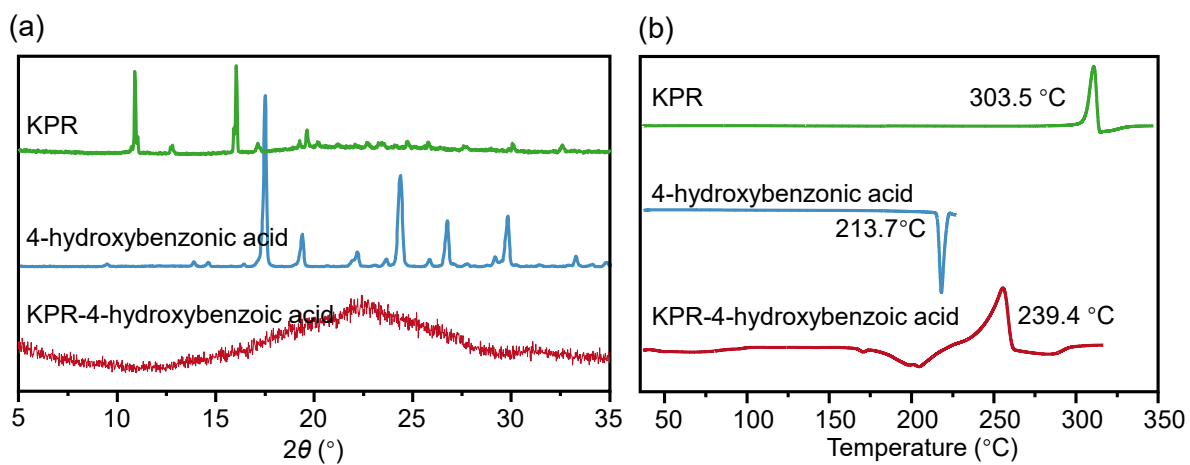 (a)
KPR
4-hydroxybenzonic acid
KPR-4-hydroxybenzoic acid
5 10 15 20 25 30 35
2θ (°)
(b)
KPR
303.5 °C
4-hydroxybenzonic acid
213.7°C
KPR-4-hydroxybenzoic acid
239.4 °C
50 100 150 200 250 300 350
Temperature (°C)